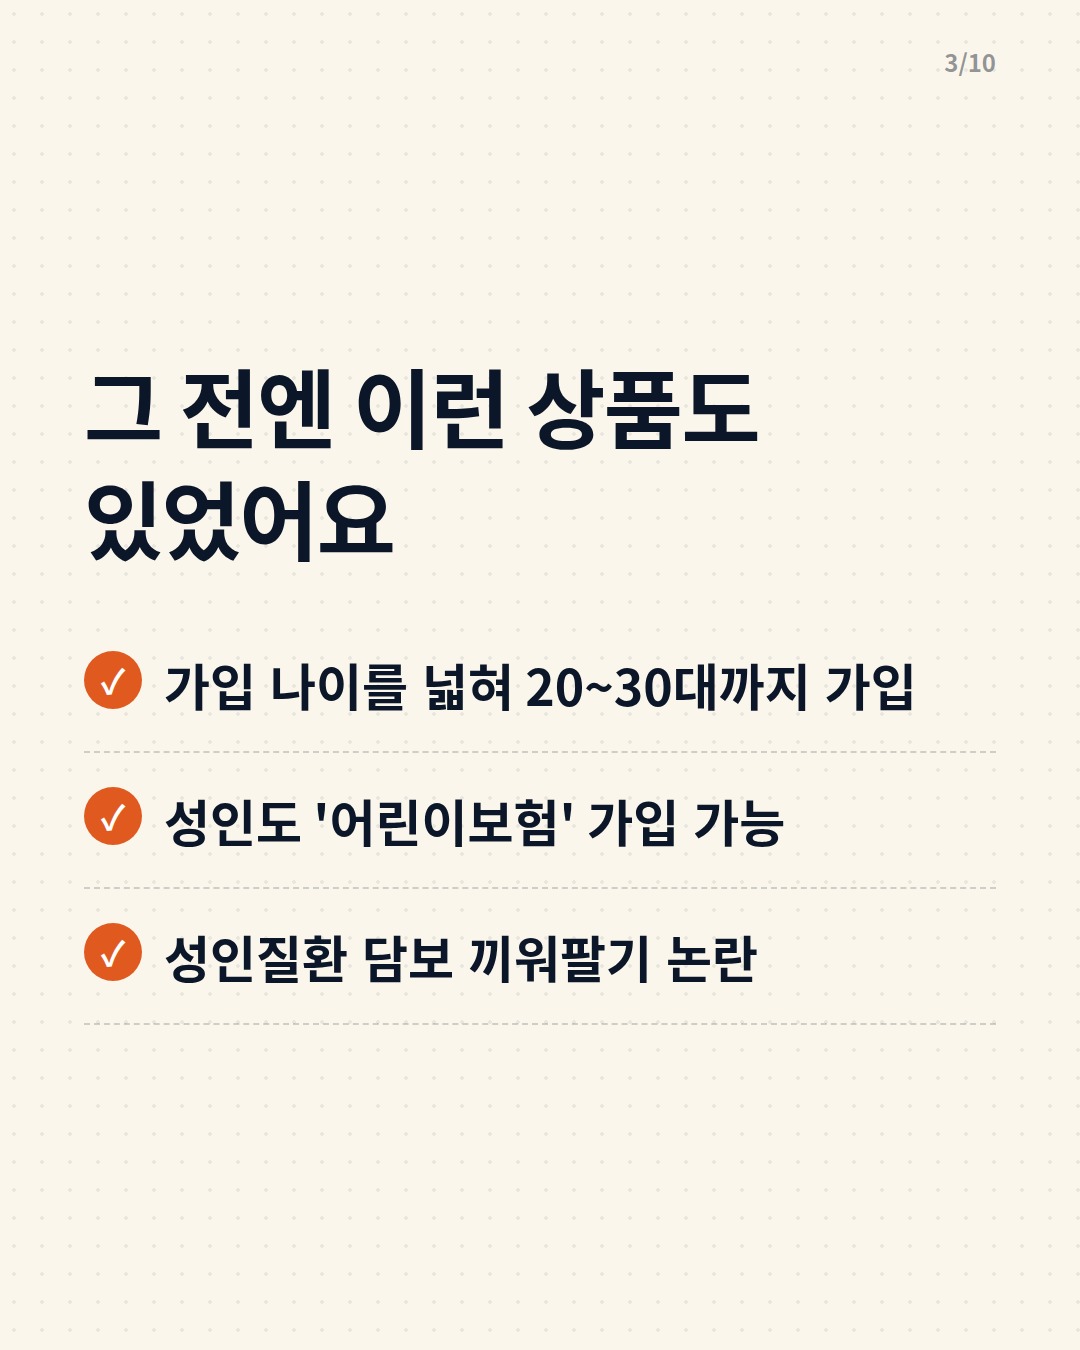 3/10
그 전엔 이런 상품도
있었어요
✓ 가입 나이를 넓혀 20~30대까지 가입
✓ 성인도 '어린이보험' 가입 가능
✓ 성인질환 담보 끼워팔기 논란